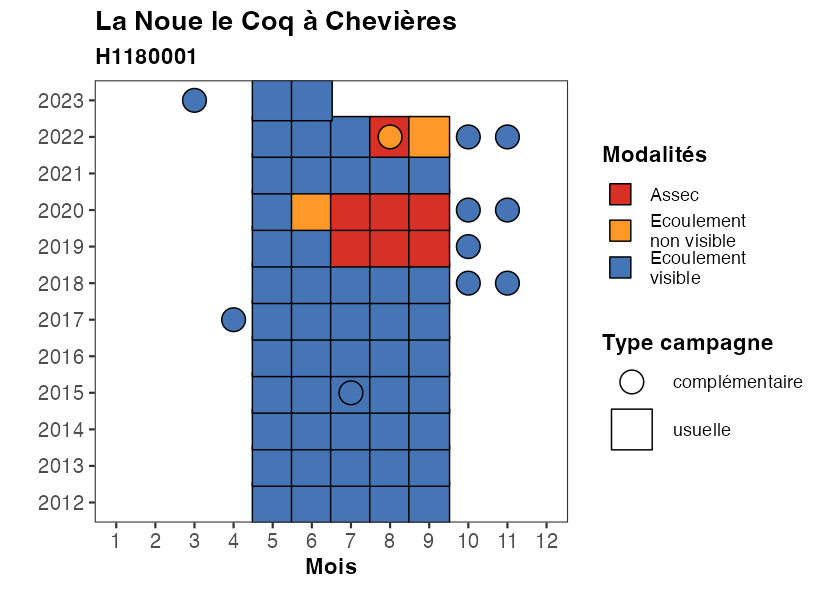 La Noue le Coq à Chevières
H1180001
2023
2022
2021
2020
2019
2018
2017
2016
2015
2014
2013
2012
1 2 3 4 5 6 7 8 9 10 11 12
Mois
Modalités
Assec
Ecoulement
non visible
Ecoulement
visible
Type campagne
complémentaire
usuelle